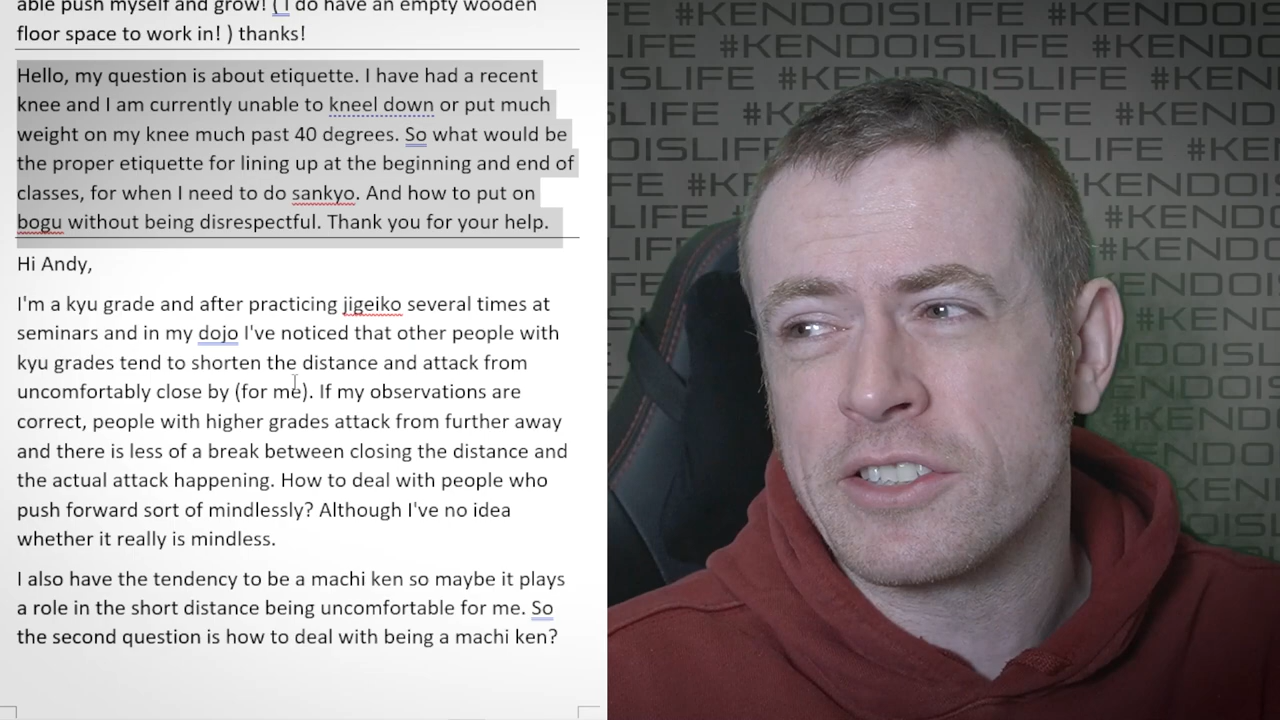 able push myself and grow! ( I do have an empty wooden
floor space to work in! ) thanks!
Hello, my question is about etiquette. I have had a recent
knee and I am currently unable to kneel down or put much
weight on my knee much past 40 degrees. So what would be
the proper etiquette for lining up at the beginning and end of
classes, for when I need to do sankyo. And how to put on
bogu without being disrespectful. Thank you for your help.
Hi Andy,
I'm a kyu grade and after practicing jigeiko several times at
seminars and in my dojo I've noticed that other people with
kyu grades tend to shorten the distance and attack from
uncomfortably close by (for me). If my observations are
correct, people with higher grades attack from further away
and there is less of a break between closing the distance and
the actual attack happening. How to deal with people who
push forward sort of mindlessly? Although I've no idea
whether it really is mindless.
I also have the tendency to be a machi ken so maybe it plays
a role in the short distance being uncomfortable for me. So
the second question is how to deal with being a machi ken?
#KENDOISLIFE #KENDOISLIFE